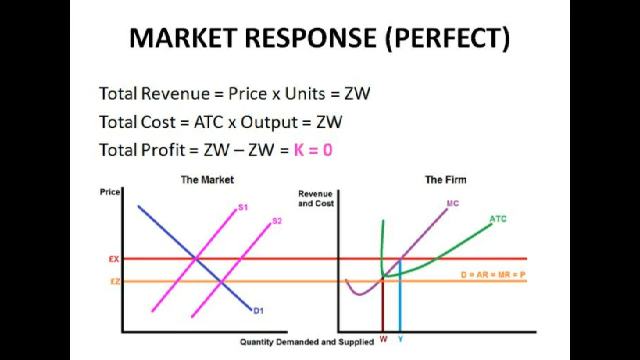 MARKET RESPONSE (PERFECT)
Total Revenue = Price x Units = ZW
Total Cost = ATC x Output = ZW
Total Profit = ZW – ZW = K = 0
The Market
Price
S1
S2
EX
EZ
D1
The Firm
Revenue
and Cost
MC
ATC
D = AR = MR = P
W Y
Quantity Demanded and Supplied